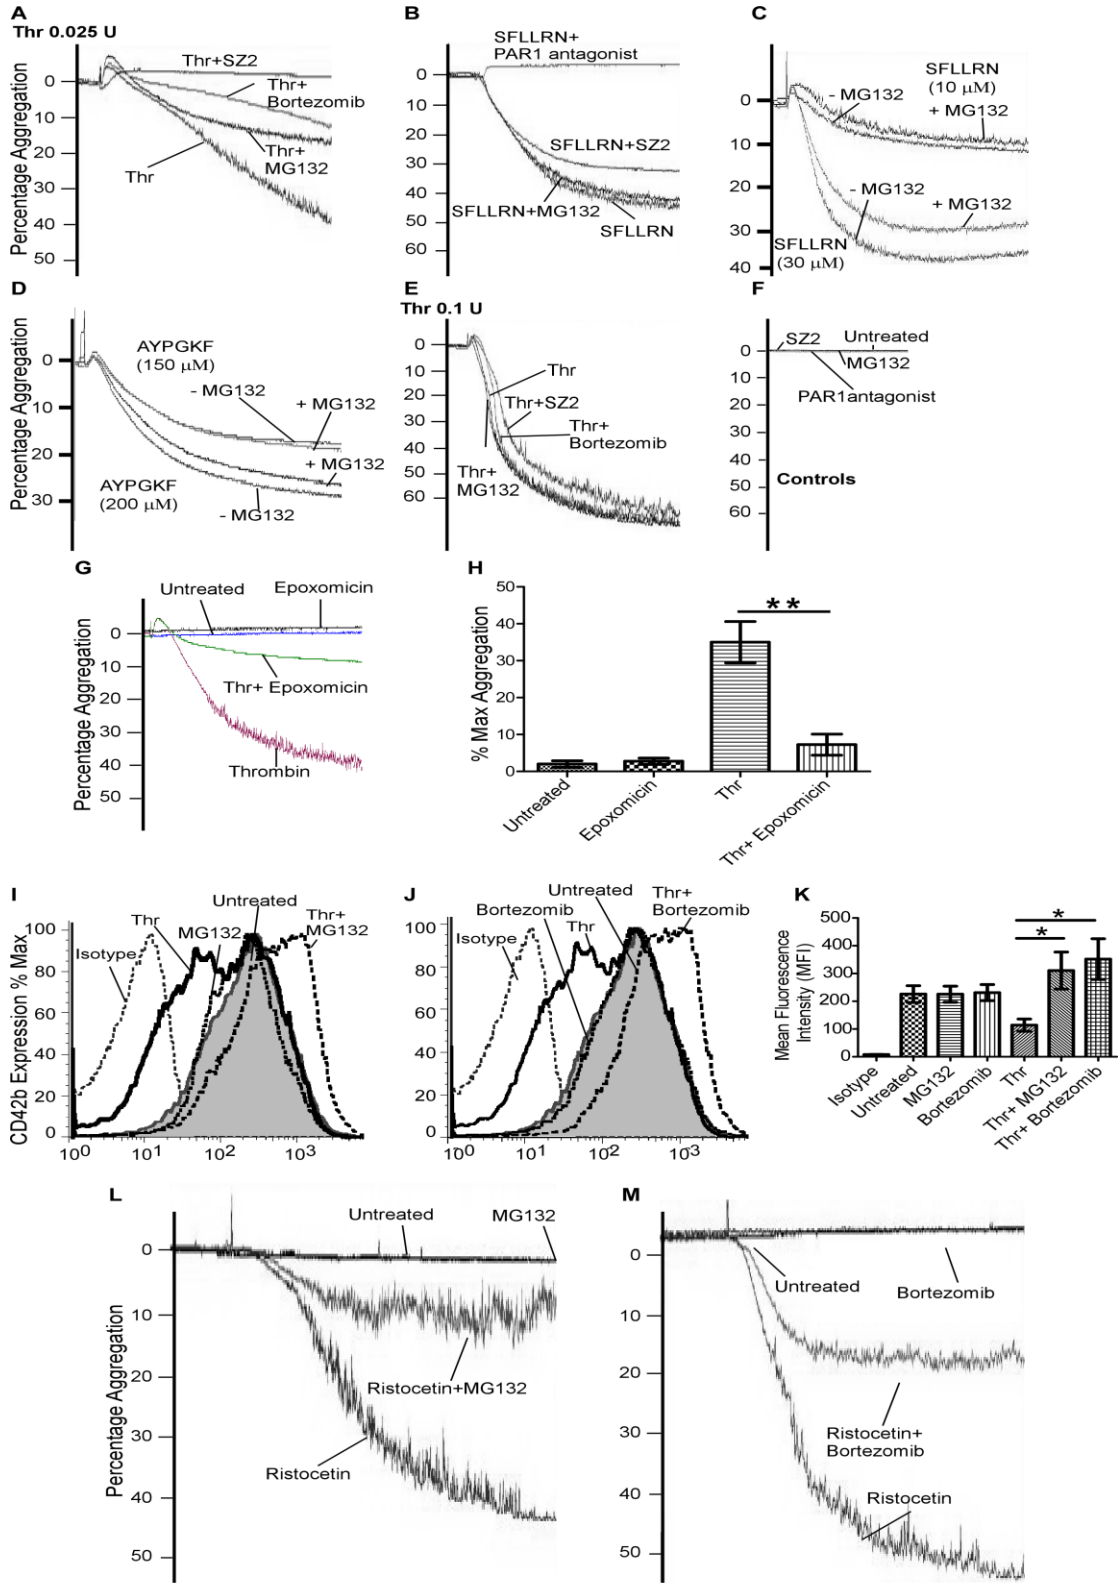 A
Thr 0.025 U
Percentage Aggregation
0
10
20
30
40
50
Thr+SZ2
Thr+
Bortezomib
Thr+
MG132
Thr
B
0
10
20
30
40
50
60
SFLLRN+
PAR1 antagonist
SFLLRN+SZ2
SFLLRN+MG132
SFLLRN
C
0
10
20
30
40
SFLLRN
(10 µM)
- MG132
+ MG132
- MG132
+ MG132
SFLLRN
(30 µM)
D
Percentage Aggregation
0
10
20
30
AYPGKF
(150 µM)
- MG132
+ MG132
+ MG132
- MG132
AYPGKF
(200 µM)
E
Thr 0.1 U
0
10
20
30
40
50
60
Thr
Thr+SZ2
Thr+
Bortezomib
Thr+
MG132
F
0
10
20
30
40
50
60
SZ2
Untreated
MG132
PAR1antagonist
Controls
G
Percentage Aggregation
0
10
20
30
40
50
Untreated
Epoxomicin
Thr+ Epoxomicin
Thrombin
H
% Max Aggregation
50
40
30
20
10
0
**
Untreated
Epoxomicin
Thr
Thr+ Epoxomicin
I
CD42b Expression % Max
100
80
60
40
20
0
10⁰
10¹
10²
10³
Isotype
Thr
MG132
Untreated
Thr+
MG132
J
100
80
60
40
20
0
10⁰
10¹
10²
10³
Isotype
Bortezomib
Thr
Untreated
Thr+
Bortezomib
K
Mean Fluorescence
Intensity (MFI)
500
400
300
200
100
0
*
*
Isotype
Untreated
MG132
Bortezomib
Thr
Thr+ MG132
Thr+ Bortezomib
L
Percentage Aggregation
0
10
20
30
40
50
Untreated
MG132
Ristocetin+MG132
Ristocetin
M
0
10
20
30
40
50
Untreated
Bortezomib
Ristocetin+
Bortezomib
Ristocetin